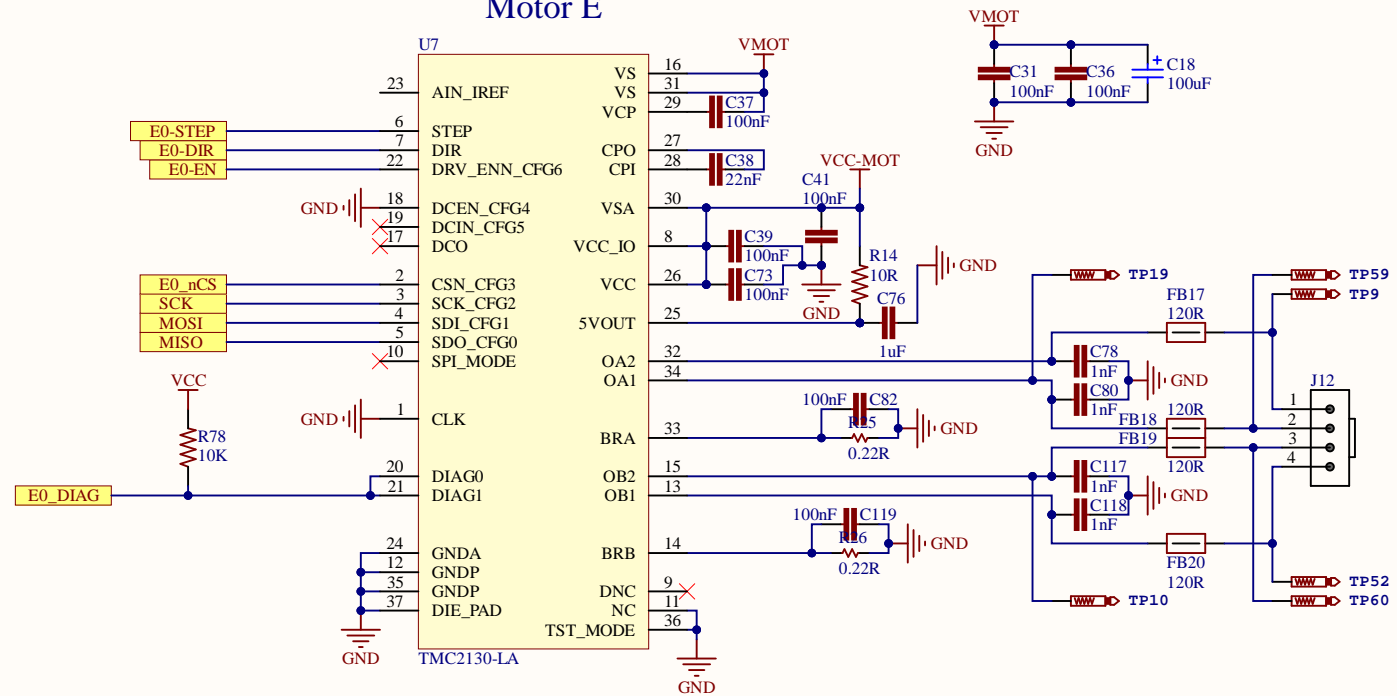 Motor E
U7
TMC2130-LA
23 AIN_IREF
E0-STEP 6 STEP
E0-DIR 7 DIR
E0-EN 22 DRV_ENN_CFG6
GND 18 DCEN_CFG4
19 DCIN_CFG5
17 DCO
E0_nCS 2 CSN_CFG3
SCK 3 SCK_CFG2
MOSI 4 SDI_CFG1
MISO 5 SDO_CFG0
10 SPI_MODE
VCC
R78
10K
GND 1 CLK
20 DIAG0
E0_DIAG 21 DIAG1
24 GNDA
12 GNDP
35 GNDP
37 DIE_PAD
GND
VS 16
VS 31
VCP 29
VMOT
C37
100nF
CPO 27
CPI 28
C38
22nF
VSA 30
VCC_IO 8
VCC 26
5VOUT 25
VCC-MOT
C41
100nF
C39
100nF
C73
100nF
GND
R14
10R
C76
1uF
GND
OA2 32
OA1 34
BRA 33
100nF C82
R25
0.22R
GND
OB2 15
OB1 13
BRB 14
100nF C119
R26
0.22R
GND
DNC 9
NC 11
TST_MODE 36
GND
VMOT
C31
100nF
C36
100nF
+
C18
100uF
GND
TP19
TP59
TP9
FB17
120R
C78
1nF
C80
1nF
GND
FB18 120R
FB19
120R
C117
1nF
C118
1nF
GND
FB20
120R
J12
1
2
3
4
TP52
TP10
TP60